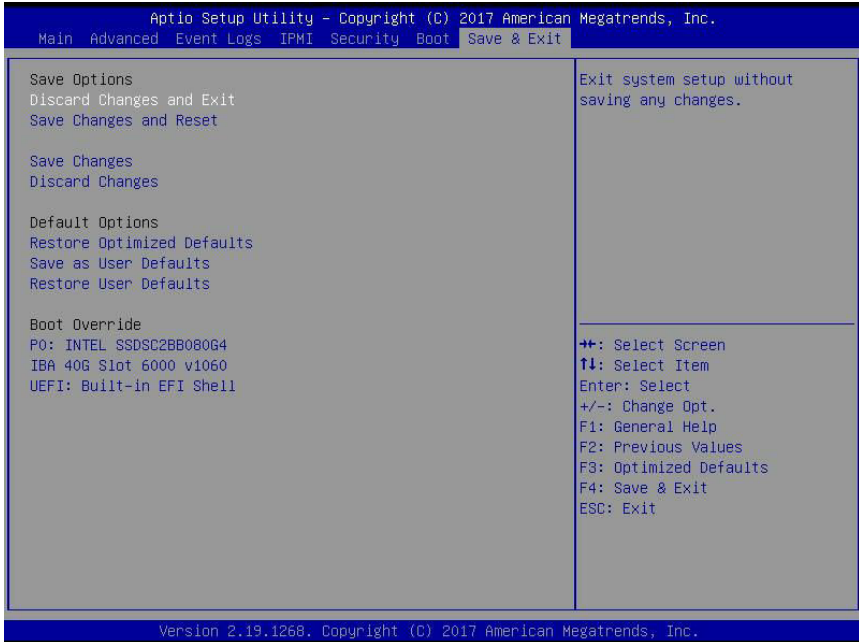 Aptio Setup Utility – Copyright (C) 2017 American Megatrends, Inc.
Main Advanced Event Logs IPMI Security Boot Save & Exit
Save Options
Discard Changes and Exit
Save Changes and Reset
Save Changes
Discard Changes
Default Options
Restore Optimized Defaults
Save as User Defaults
Restore User Defaults
Boot Override
P0: INTEL SSDSC2BB080G4
IBA 40G Slot 6000 v1060
UEFI: Built-in EFI Shell
Exit system setup without
saving any changes.
→←: Select Screen
↑↓: Select Item
Enter: Select
+/-: Change Opt.
F1: General Help
F2: Previous Values
F3: Optimized Defaults
F4: Save & Exit
ESC: Exit
Version 2.19.1268. Copyright (C) 2017 American Megatrends, Inc.